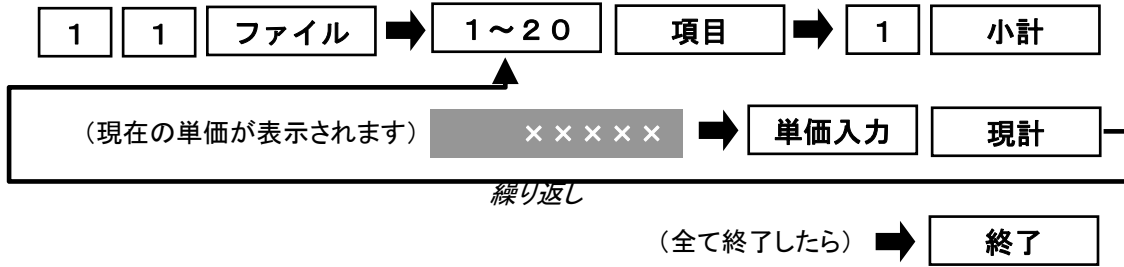 1 1 ファイル 1～20 項目 1 小計
（現在の単価が表示されます） ××××× 単価入力 現計
繰り返し
（全て終了したら） 終了